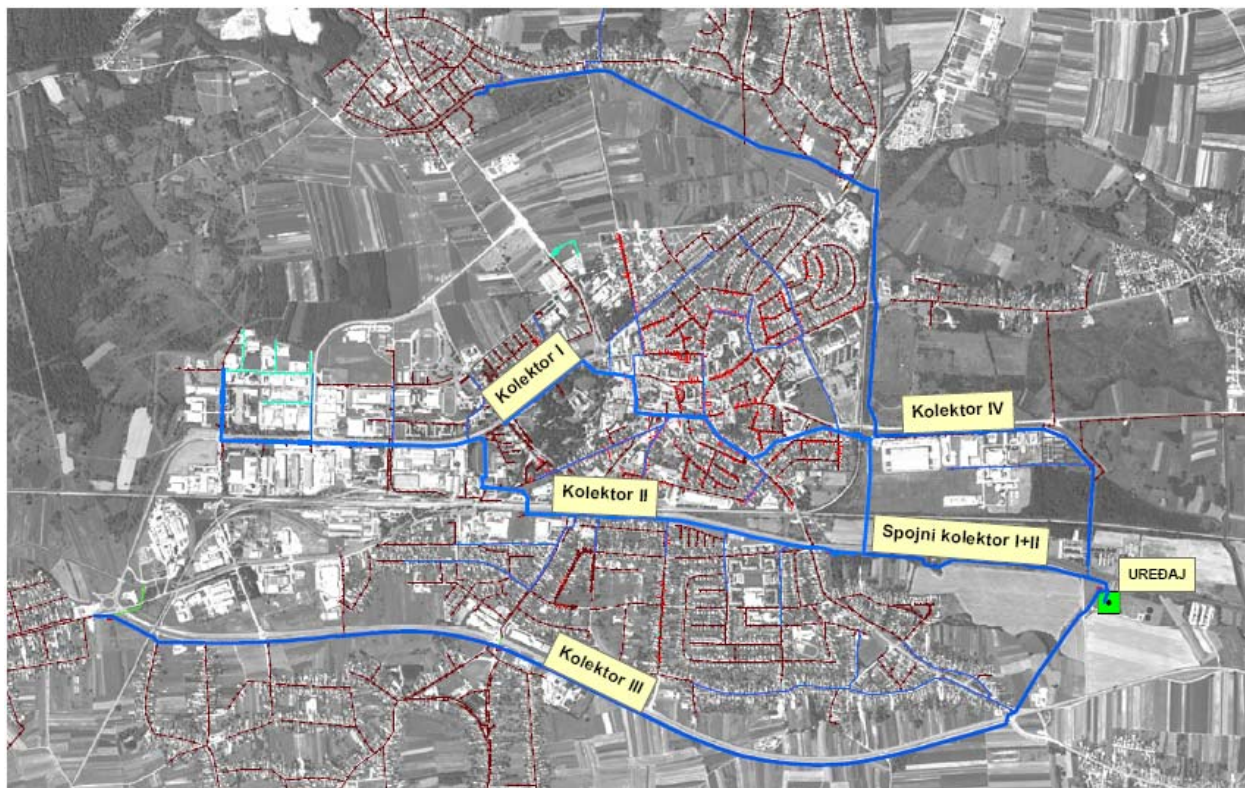 Kolektor I
Kolektor IV
Kolektor II
Spojni kolektor I+II
UREĐAJ
Kolektor III